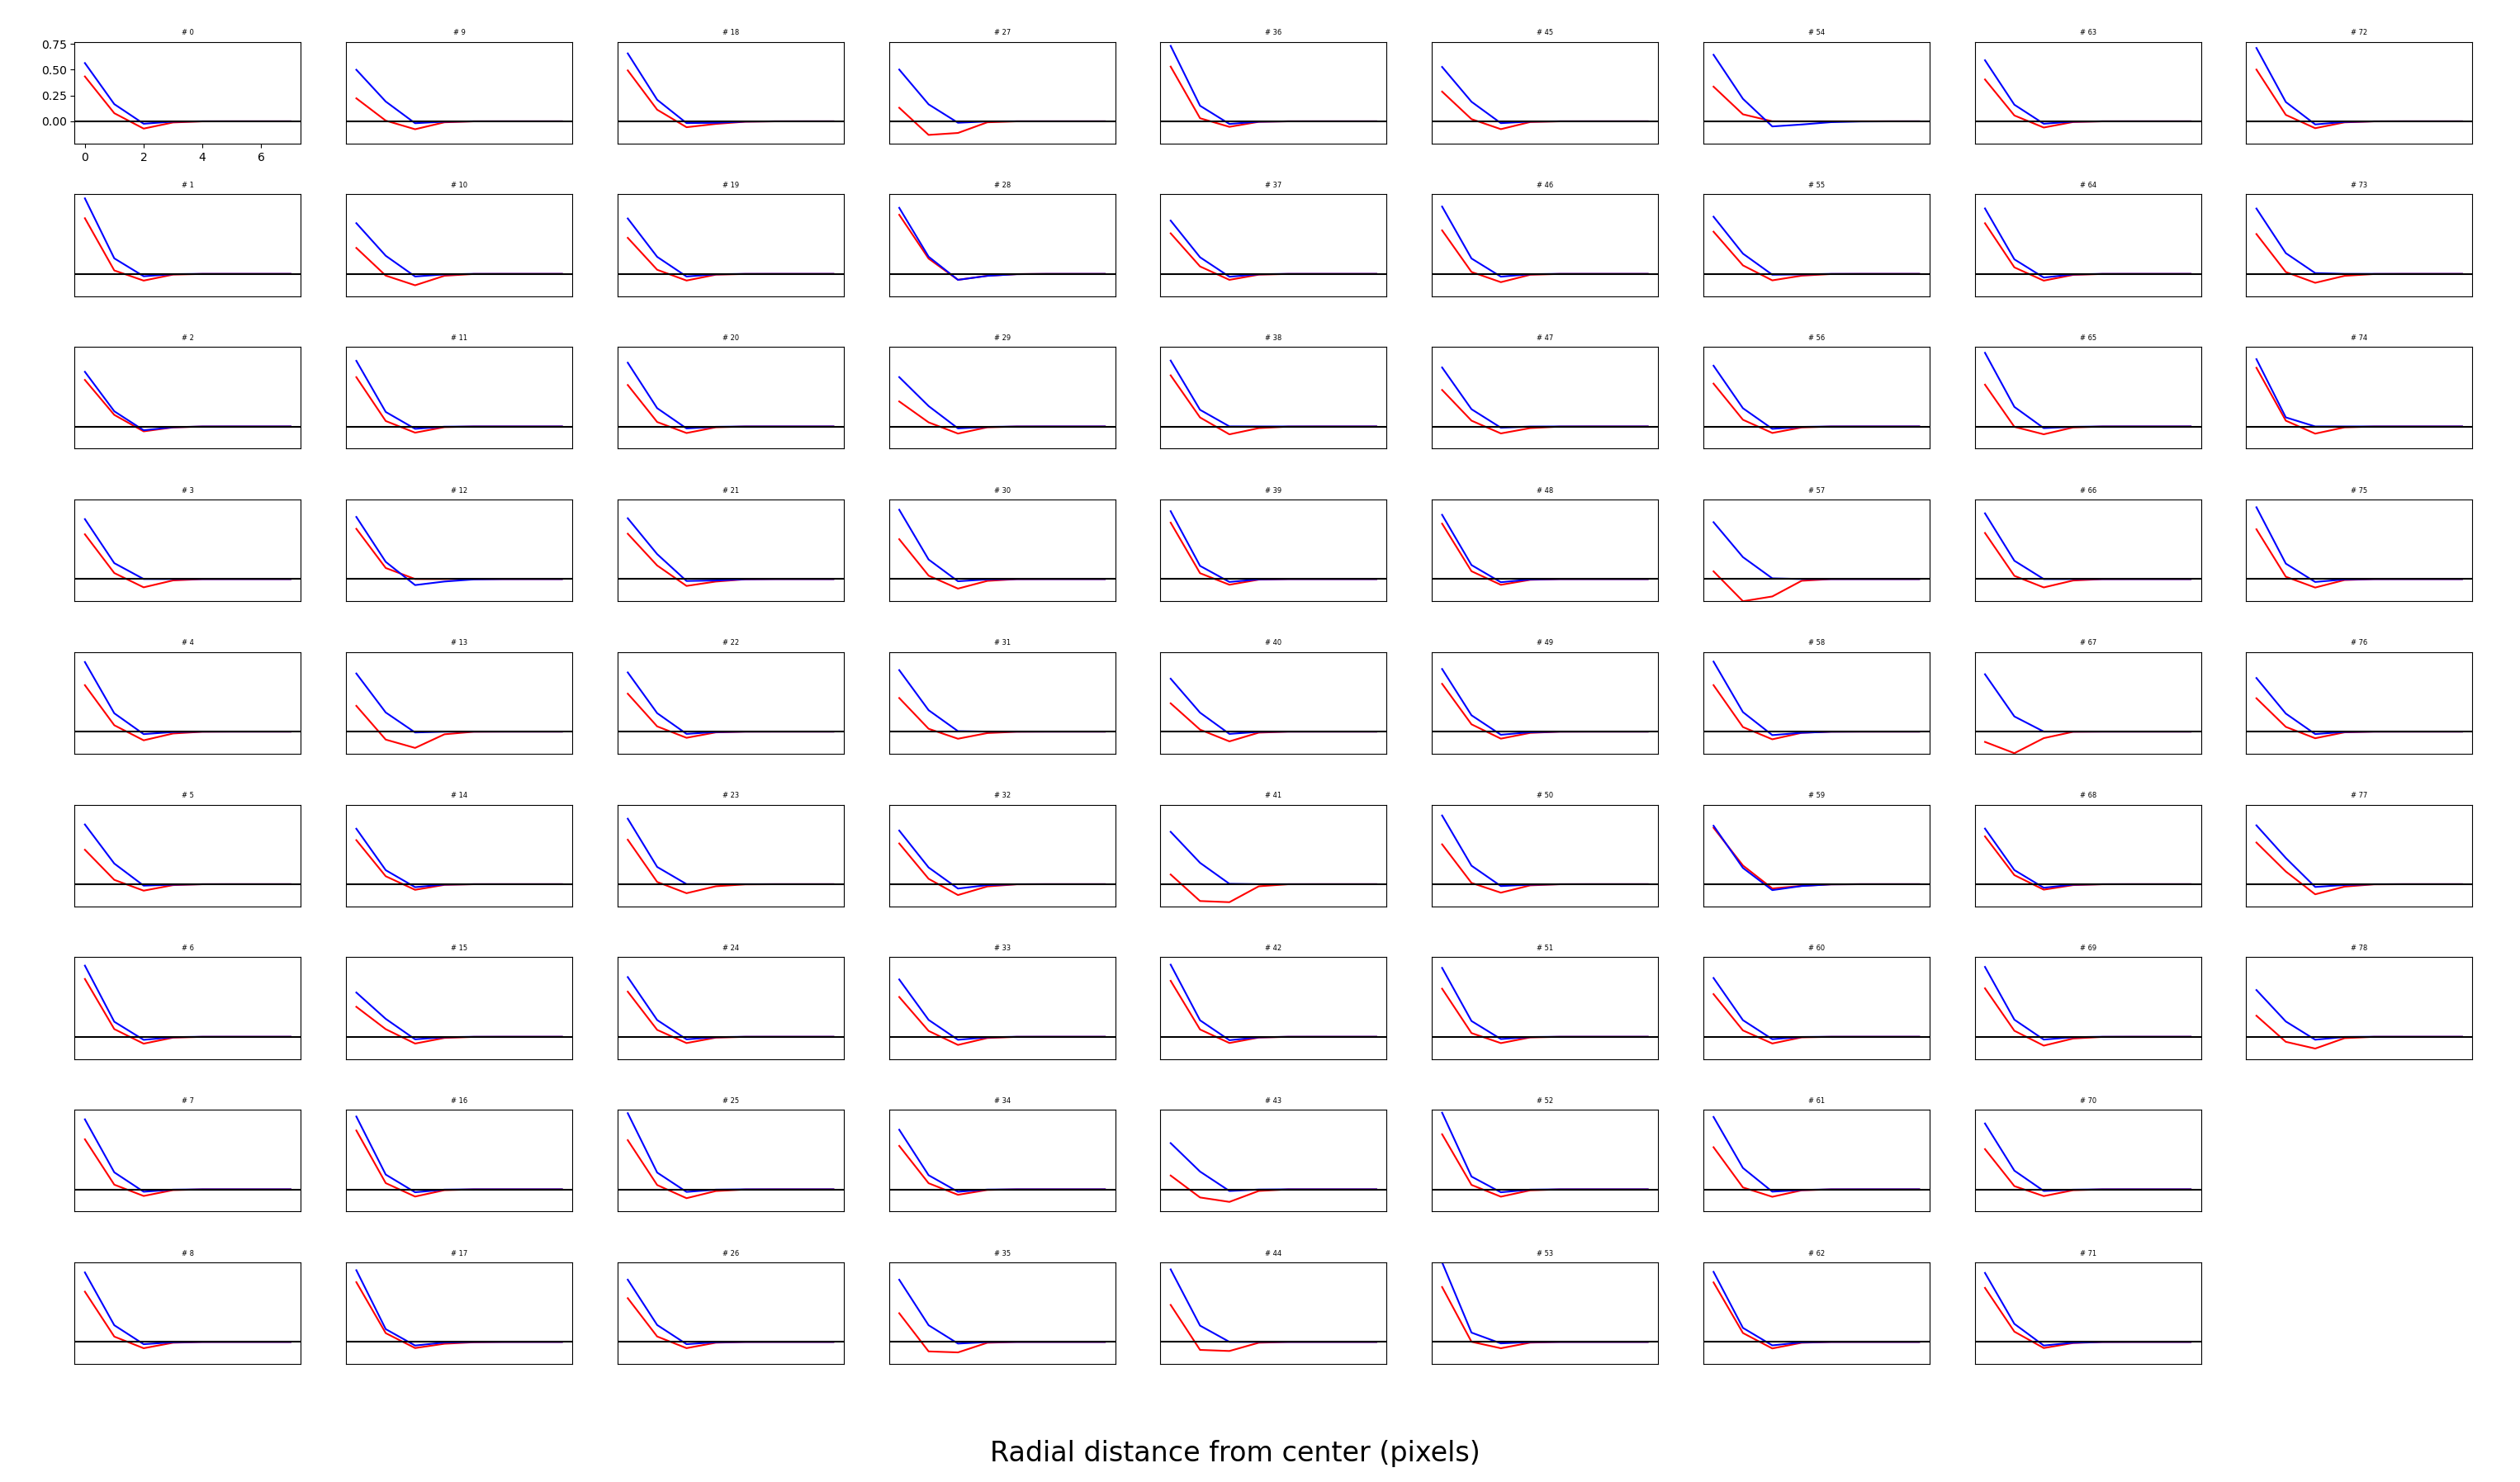 # 0 # 9 # 18 # 27 # 36 # 45 # 54 # 63 # 72
0.75
0.50
0.25
0.00
0 2 4 6
# 1 # 10 # 19 # 28 # 37 # 46 # 55 # 64 # 73
# 2 # 11 # 20 # 29 # 38 # 47 # 56 # 65 # 74
# 3 # 12 # 21 # 30 # 39 # 48 # 57 # 66 # 75
# 4 # 13 # 22 # 31 # 40 # 49 # 58 # 67 # 76
# 5 # 14 # 23 # 32 # 41 # 50 # 59 # 68 # 77
# 6 # 15 # 24 # 33 # 42 # 51 # 60 # 69 # 78
# 7 # 16 # 25 # 34 # 43 # 52 # 61 # 70
# 8 # 17 # 26 # 35 # 44 # 53 # 62 # 71
Radial distance from center (pixels)